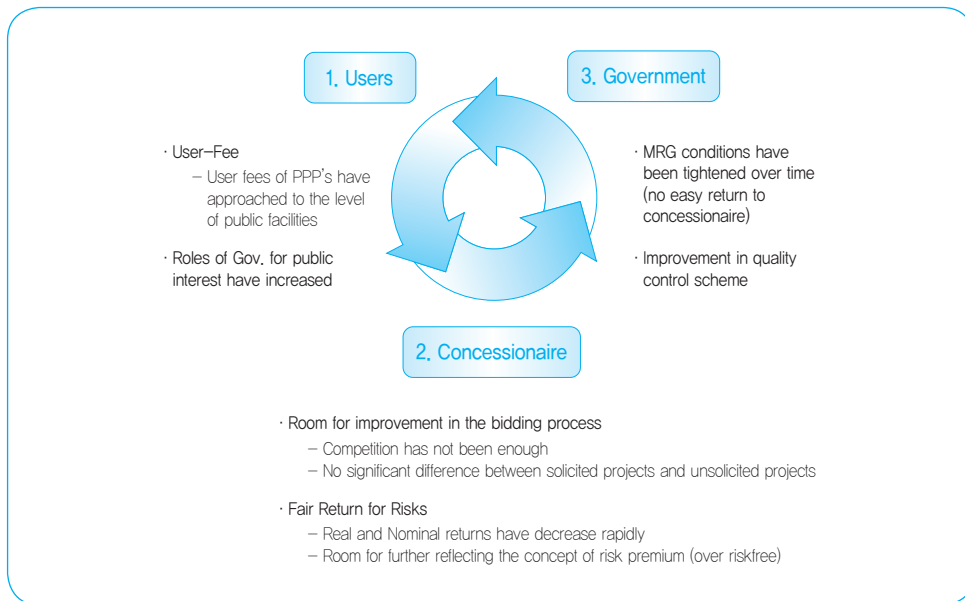 1. Users
· User-Fee
– User fees of PPP's have
approached to the level
of public facilities
· Roles of Gov. for public
interest have increased
3. Government
· MRG conditions have
been tightened over time
(no easy return to
concessionaire)
· Improvement in quality
control scheme
2. Concessionaire
· Room for improvement in the bidding process
– Competition has not been enough
– No significant difference between solicited projects and unsolicited projects
· Fair Return for Risks
– Real and Nominal returns have decrease rapidly
– Room for further reflecting the concept of risk premium (over riskfree)